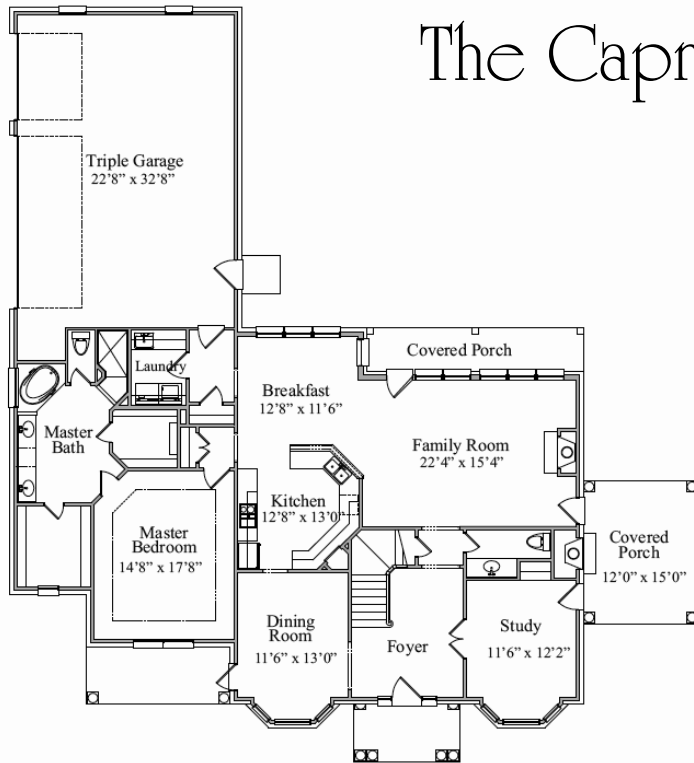 The Capr
Triple Garage
22'8" x 32'8"
Covered Porch
Laundry
Breakfast
12'8" x 11'6"
Master
Bath
Family Room
22'4" x 15'4"
Kitchen
12'8" x 13'0"
Master
Bedroom
14'8" x 17'8"
Covered
Porch
12'0" x 15'0"
Dining
Room
11'6" x 13'0"
Foyer
Study
11'6" x 12'2"